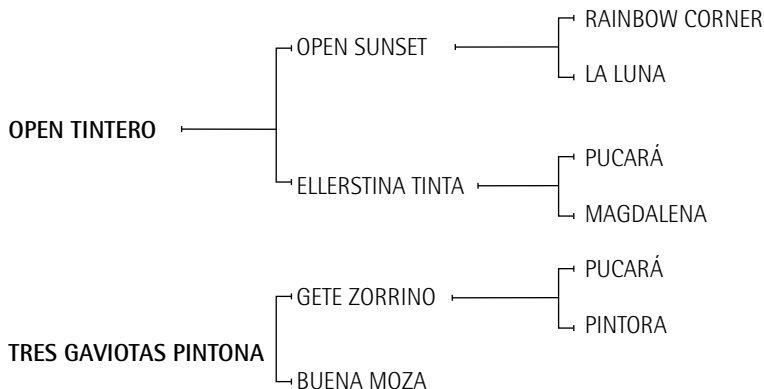 RAINBOW CORNER
OPEN SUNSET
LA LUNA
OPEN TINTERO
PUCARÁ
ELLERSTINA TINTA
MAGDALENA
PUCARÁ
GETE ZORRINO
PINTORA
TRES GAVIOTAS PINTONA
BUENA MOZA